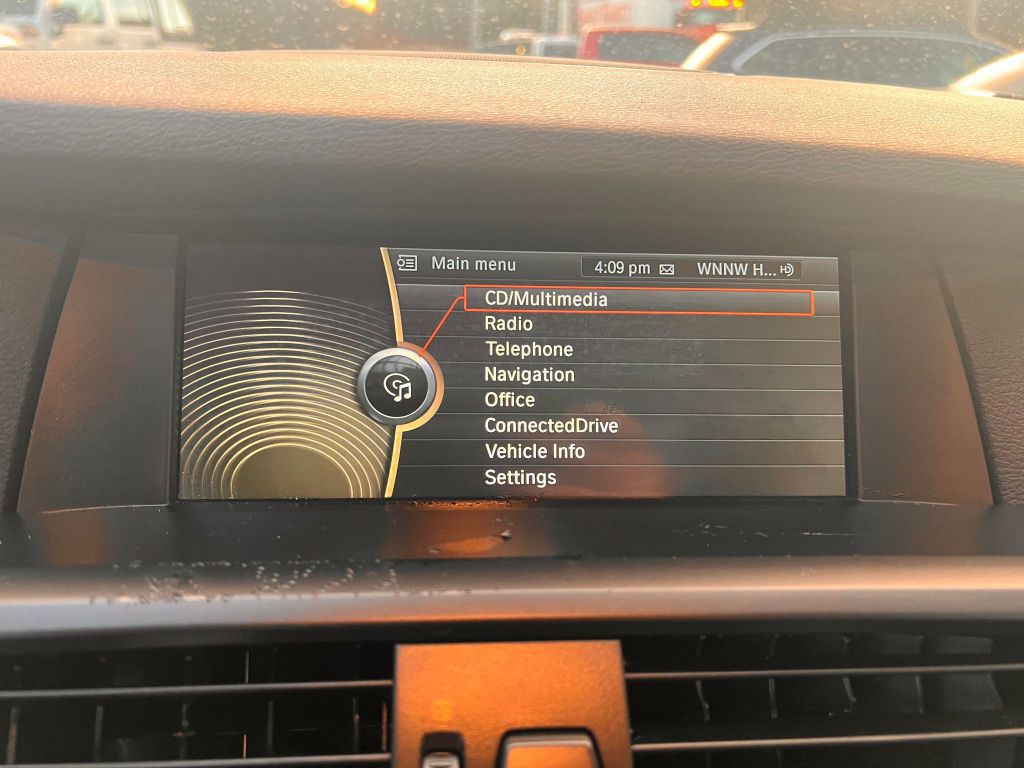 Main menu 4:09 pm WNNW H...
CD/Multimedia
Radio
Telephone
Navigation
Office
ConnectedDrive
Vehicle Info
Settings